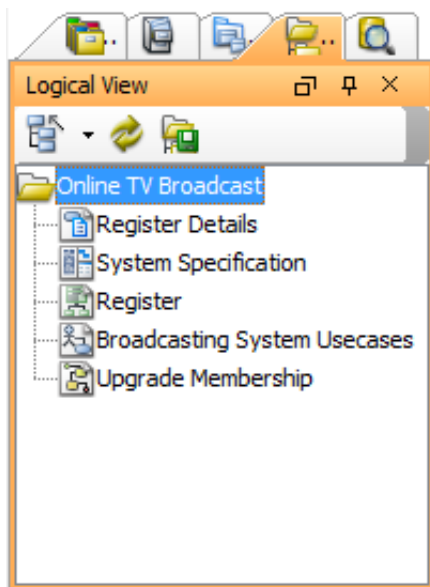 Logical View
Online TV Broadcast
Register Details
System Specification
Register
Broadcasting System Usecases
Upgrade Membership